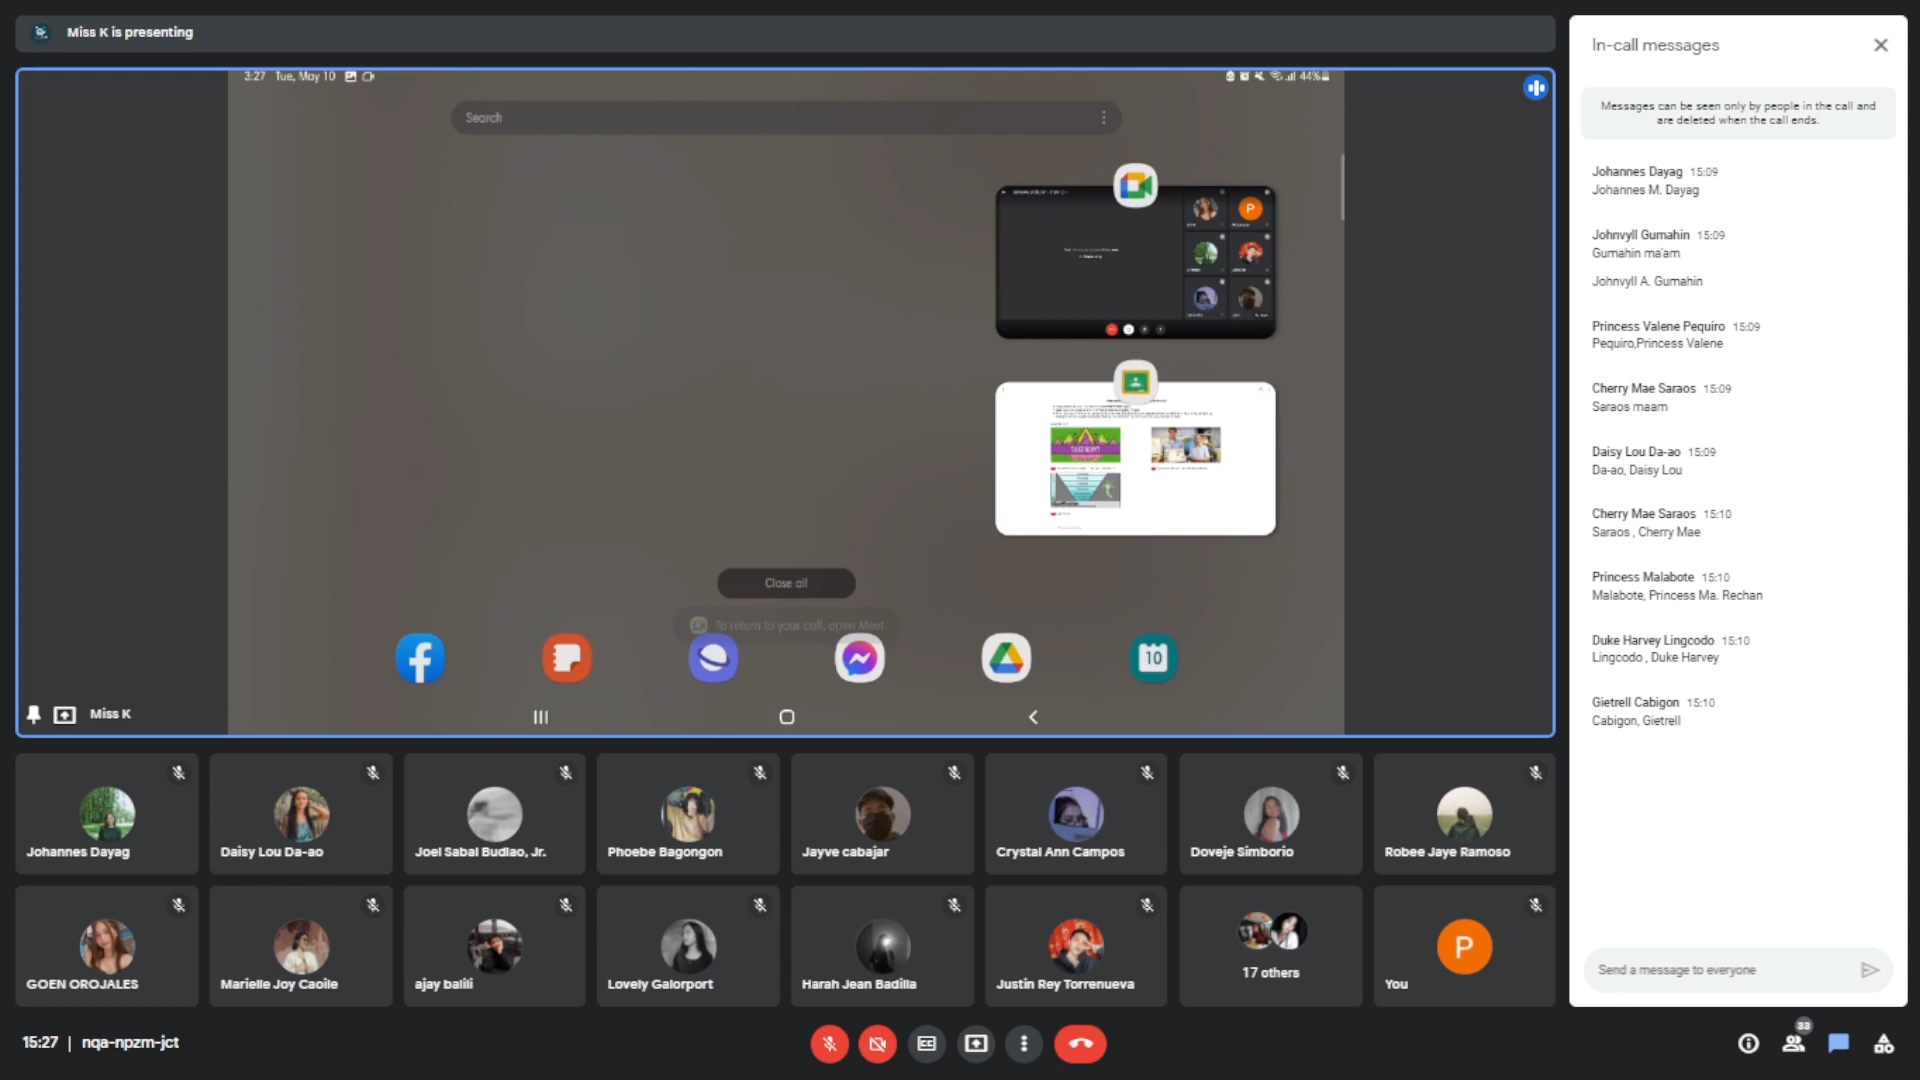 Miss K is presenting
3:27 Tue, May 10
44%
Search
TAXONOMY
Close all
To return to your call, open Meet
10
Miss K
Johannes Dayag
Daisy Lou Da-ao
Joel Sabal Budlao, Jr.
Phoebe Bagongon
Jayve cabajar
Crystal Ann Campos
Doveje Simborio
Robee Jaye Ramoso
GOEN OROJALES
Marielle Joy Caoile
ajay balili
Lovely Galorport
Harah Jean Badilla
Justin Rey Torrenueva
17 others
P
You
15:27 | nqa-npzm-jct
33
In-call messages
Messages can be seen only by people in the call and
are deleted when the call ends.
Johannes Dayag 15:09
Johannes M. Dayag
Johnvyll Gumahin 15:09
Gumahin ma'am
Johnvyll A. Gumahin
Princess Valene Pequiro 15:09
Pequiro,Princess Valene
Cherry Mae Saraos 15:09
Saraos maam
Daisy Lou Da-ao 15:09
Da-ao, Daisy Lou
Cherry Mae Saraos 15:10
Saraos , Cherry Mae
Princess Malabote 15:10
Malabote, Princess Ma. Rechan
Duke Harvey Lingcodo 15:10
Lingcodo , Duke Harvey
Gietrell Cabigon 15:10
Cabigon, Gietrell
Send a message to everyone